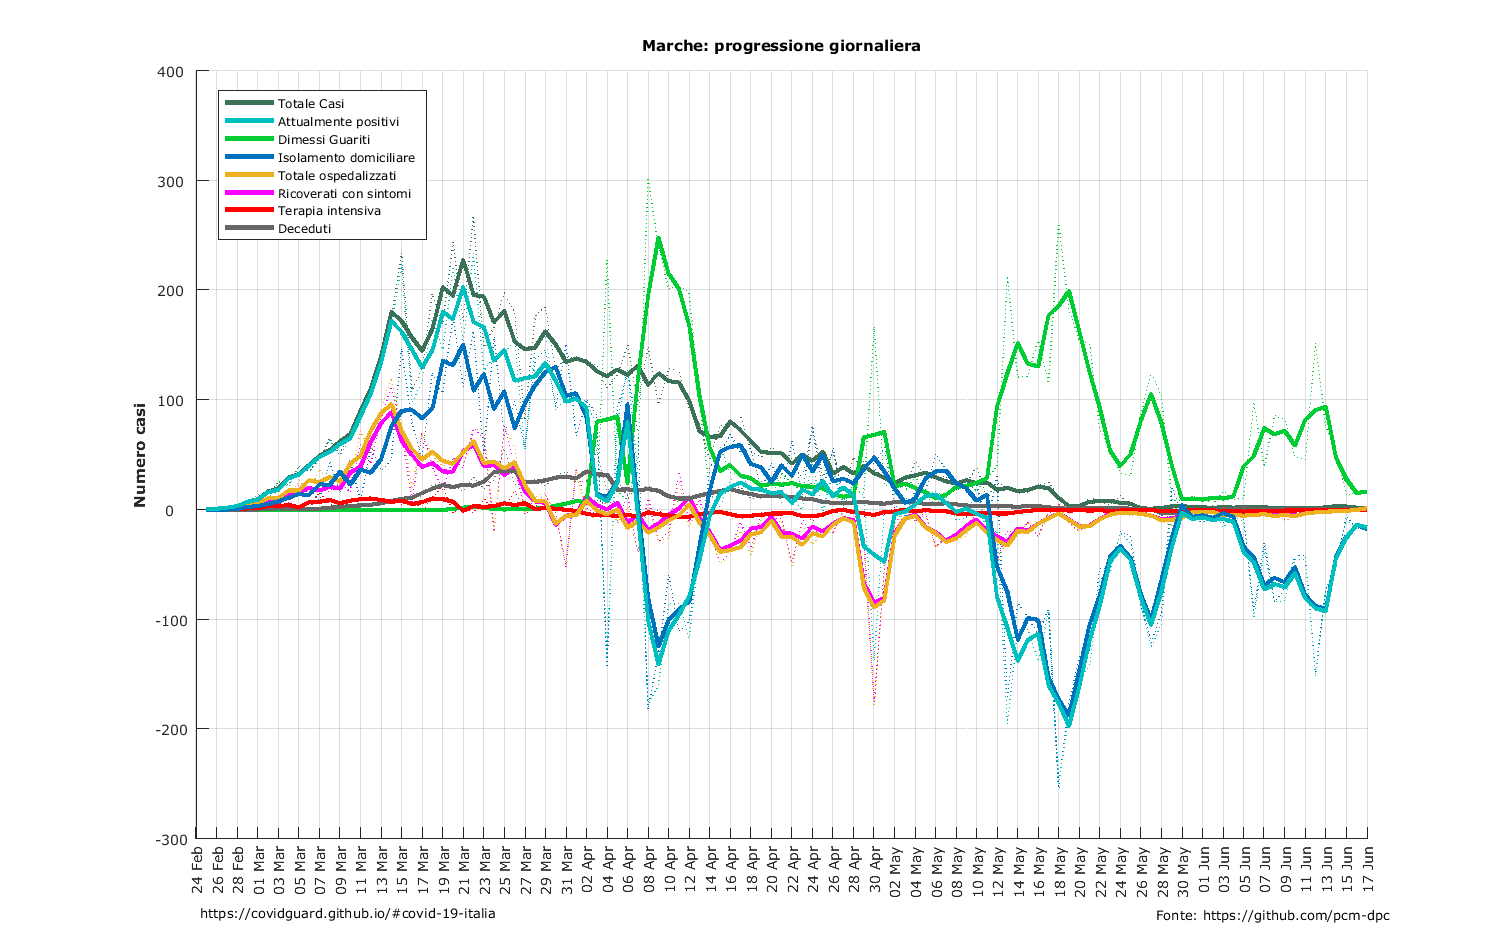 Marche: progressione giornaliera
400
300
200
100
0
-100
-200
-300
Numero casi
Totale Casi
Attualmente positivi
Dimessi Guariti
Isolamento domiciliare
Totale ospedalizzati
Ricoverati con sintomi
Terapia intensiva
Deceduti
24 Feb
26 Feb
28 Feb
01 Mar
03 Mar
05 Mar
07 Mar
09 Mar
11 Mar
13 Mar
15 Mar
17 Mar
19 Mar
21 Mar
23 Mar
25 Mar
27 Mar
29 Mar
31 Mar
02 Apr
04 Apr
06 Apr
08 Apr
10 Apr
12 Apr
14 Apr
16 Apr
18 Apr
20 Apr
22 Apr
24 Apr
26 Apr
28 Apr
30 Apr
02 May
04 May
06 May
08 May
10 May
12 May
14 May
16 May
18 May
20 May
22 May
24 May
26 May
28 May
30 May
01 Jun
03 Jun
05 Jun
07 Jun
09 Jun
11 Jun
13 Jun
15 Jun
17 Jun
https://covidguard.github.io/#covid-19-italia
Fonte: https://github.com/pcm-dpc